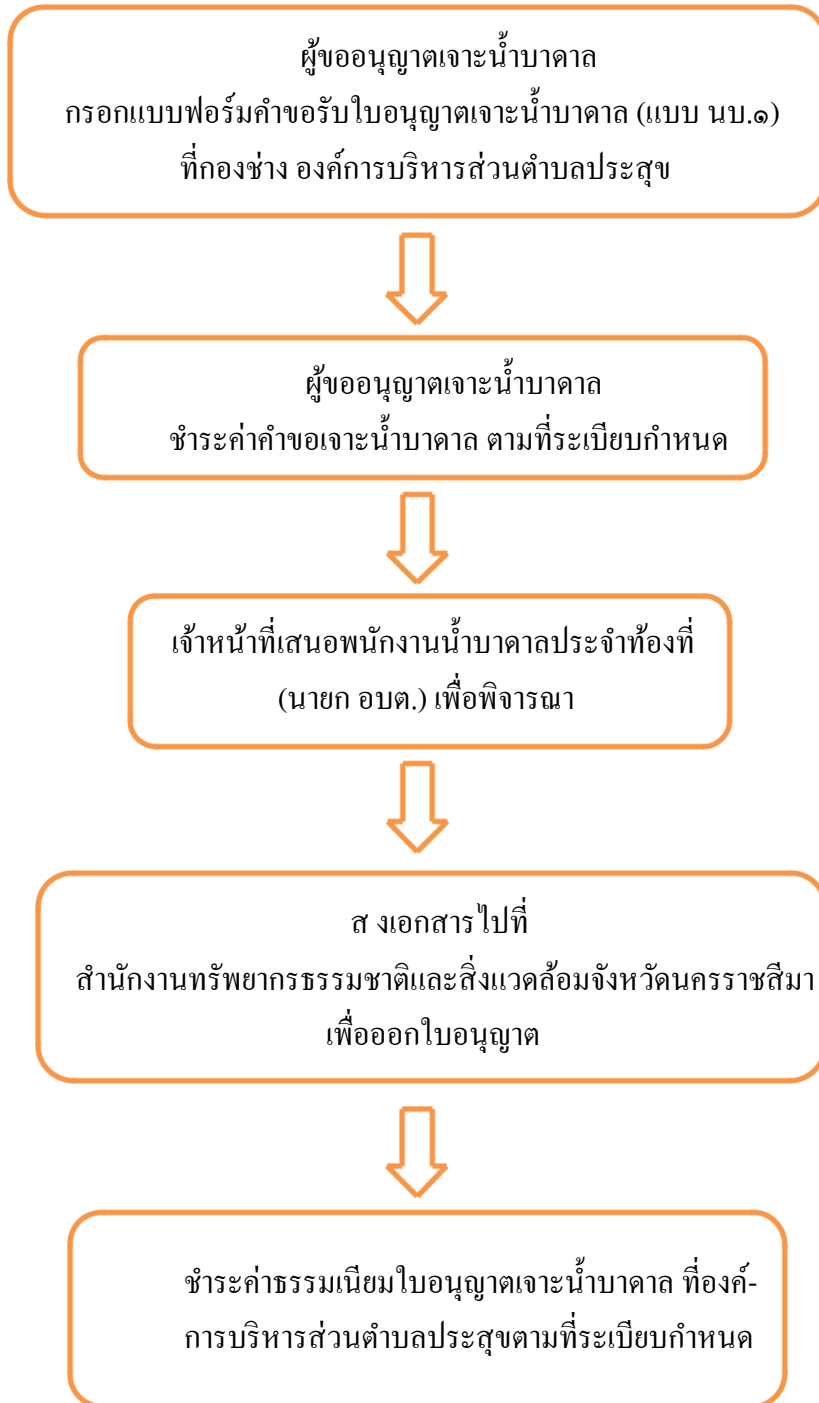 ผู้ขออนุญาตเจาะน้ำบาดาล
กรอกแบบฟอร์มคำขอรับใบอนุญาตเจาะน้ำบาดาล (แบบ นบ.๑)
ที่กองช่าง องค์การบริหารส่วนตำบลประสุข
ผู้ขออนุญาตเจาะน้ำบาดาล
ชำระค่าคำขอเจาะน้ำบาดาล ตามที่ระเบียบกำหนด
เจ้าหน้าที่เสนอพนักงานน้ำบาดาลประจำท้องที่
(นายก อบต.) เพื่อพิจารณา
ส งเอกสารไปที่
สำนักงานทรัพยากรธรรมชาติและสิ่งแวดล้อมจังหวัดนครราชสีมา
เพื่อออกใบอนุญาต
ชำระค่าธรรมเนียมใบอนุญาตเจาะน้ำบาดาล ที่องค์-
การบริหารส่วนตำบลประสุขตามที่ระเบียบกำหนด